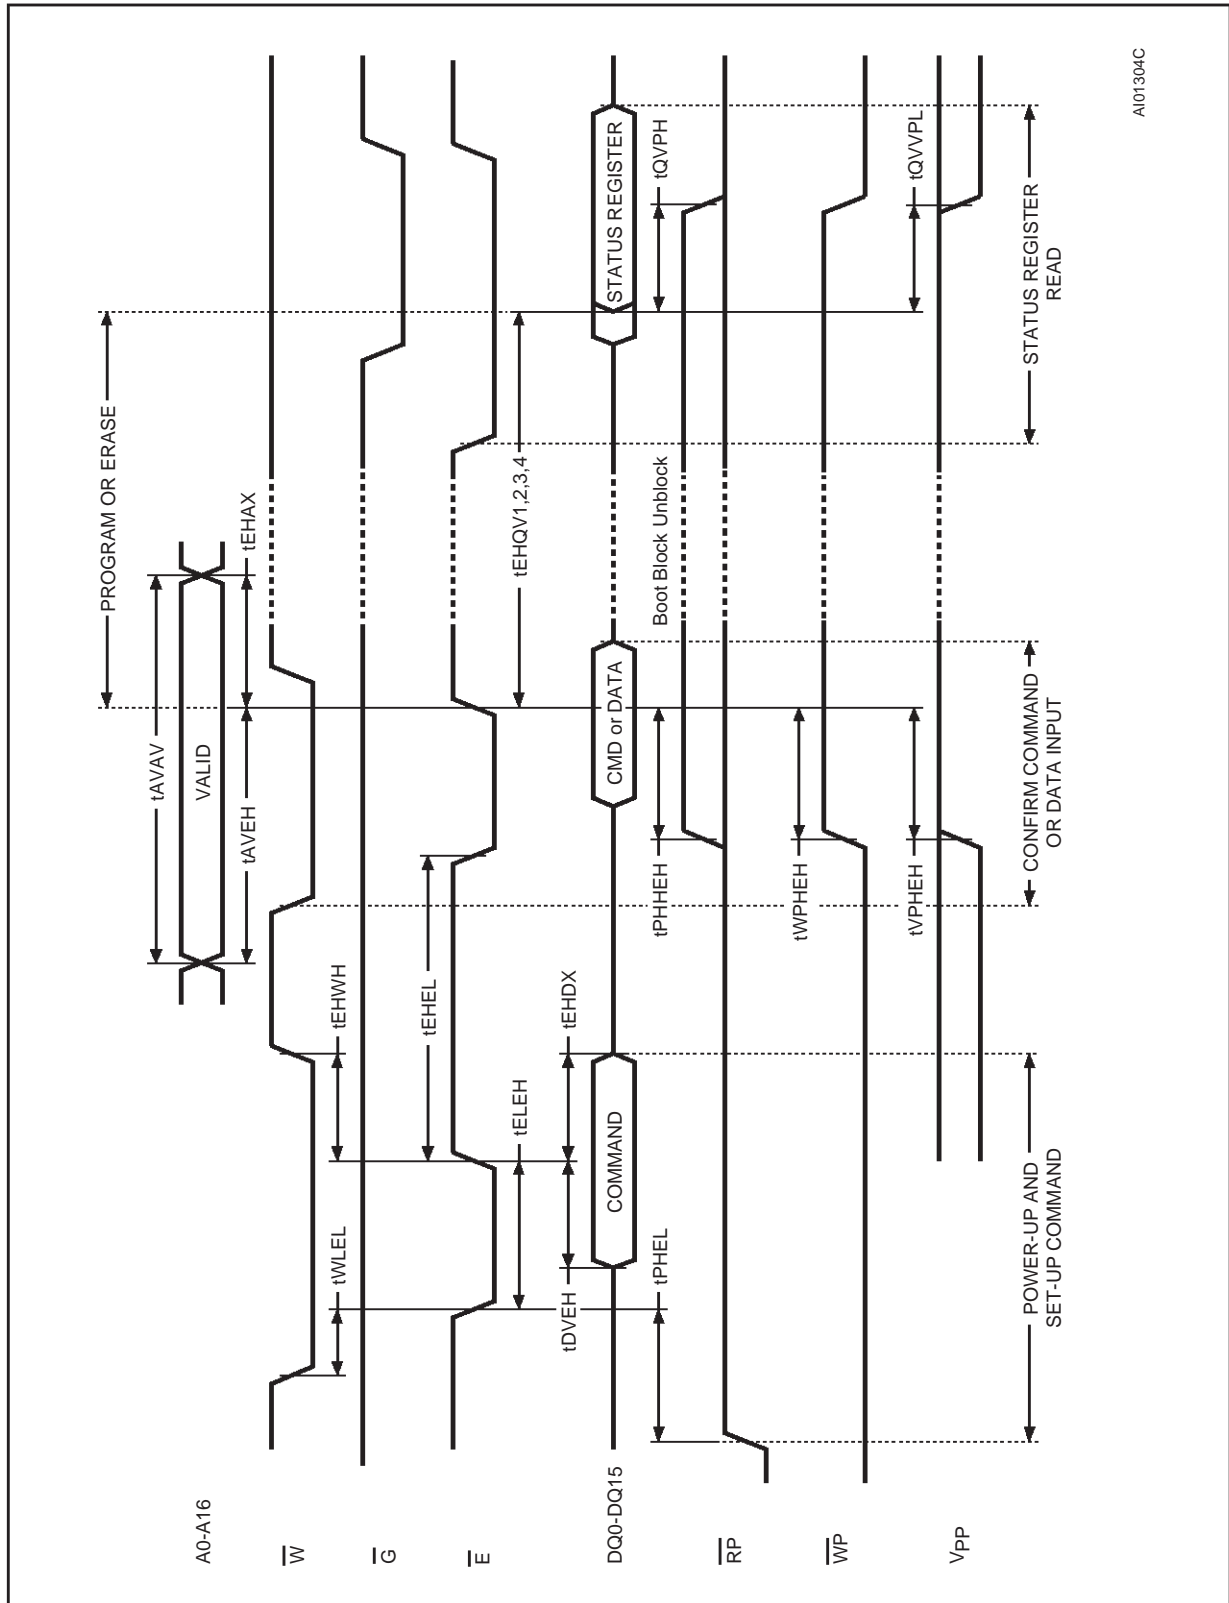 PROGRAM OR ERASE
tAVAV
A0-A16
VALID
tAVEH
tEHAX
W
tWLEL
tEHWH
G
tEHEL
E
tELEH
tEHQV1,2,3,4
tDVEH
tEHDX
DQ0-DQ15
COMMAND
CMD or DATA
STATUS REGISTER
tPHEL
tPHHEH
Boot Block Unblock
tQVPH
RP
tWPHEH
WP
tVPHEH
tQVVPL
VPP
POWER-UP AND
SET-UP COMMAND
CONFIRM COMMAND
OR DATA INPUT
STATUS REGISTER
READ
AI01304C